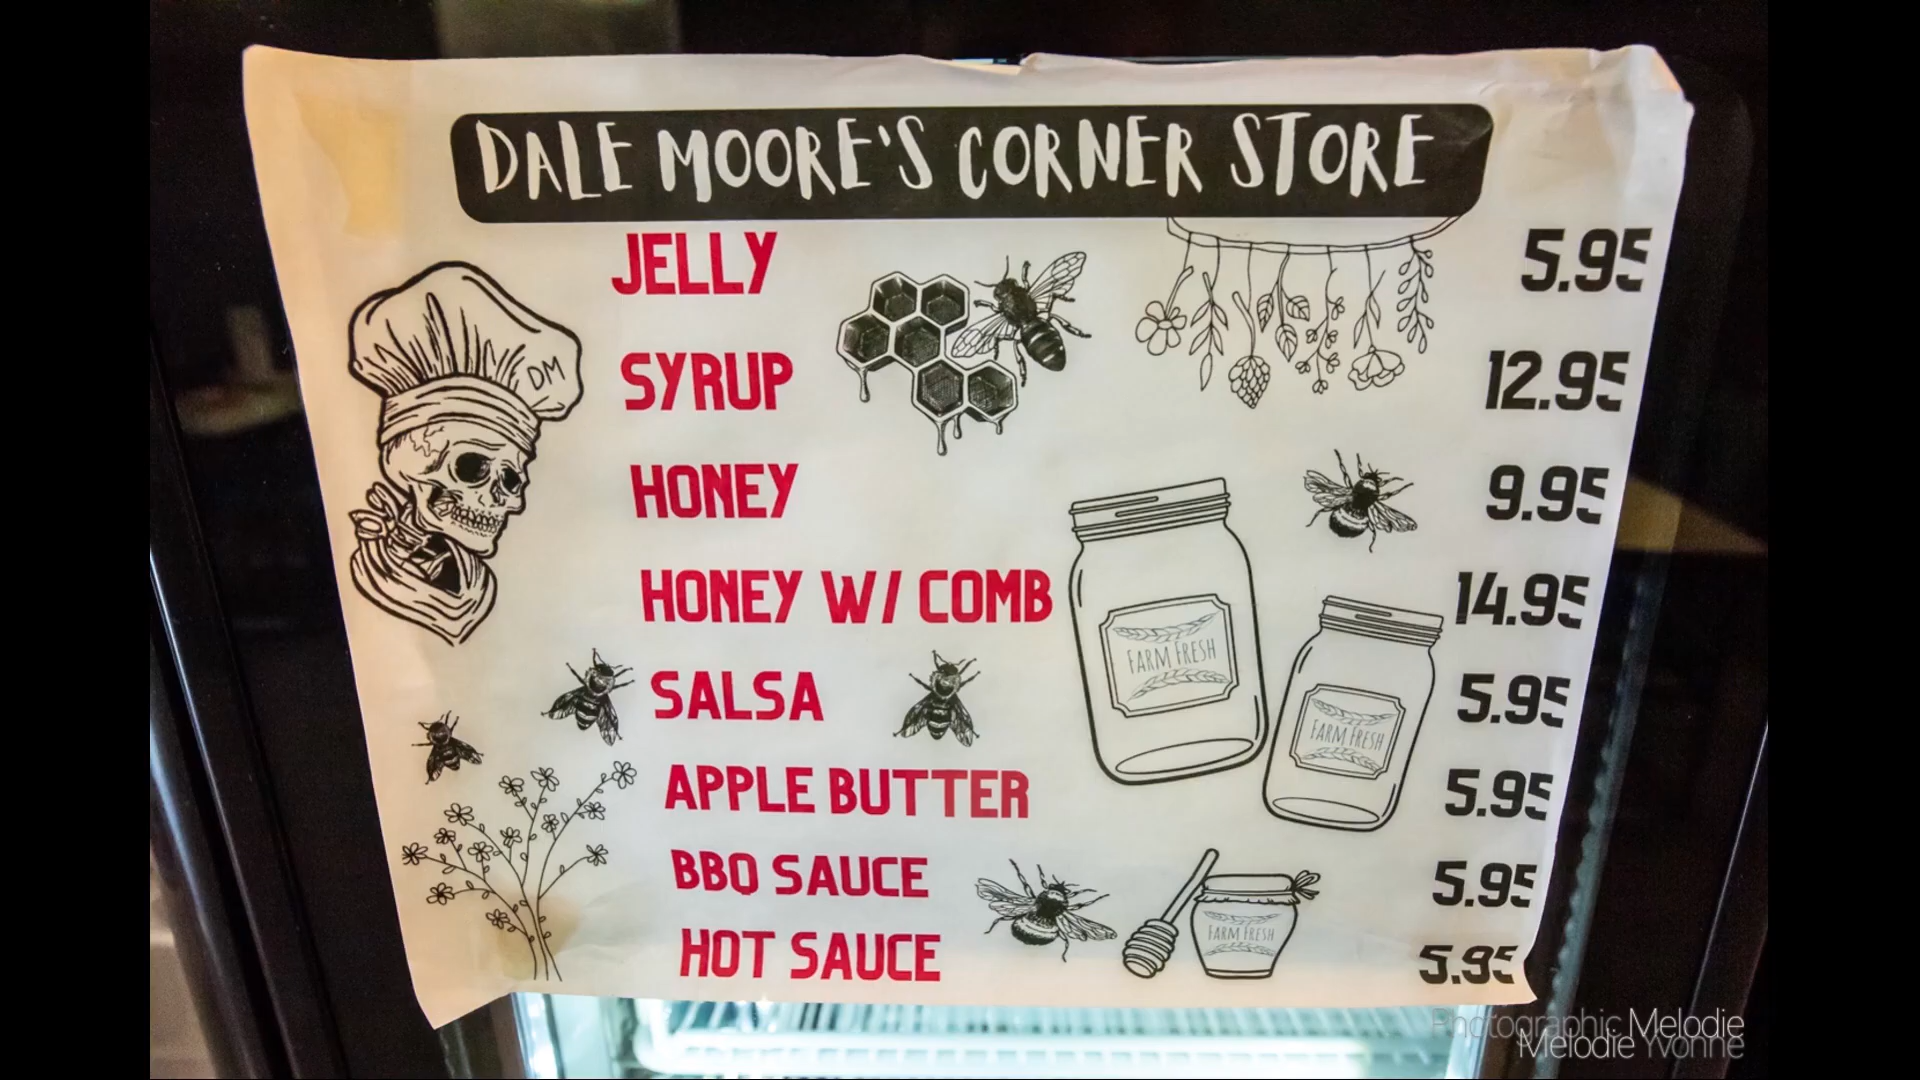 DALE MOORE'S CORNER STORE
JELLY 5.95
DM
SYRUP 12.95
HONEY 9.95
HONEY W/ COMB 14.95
FARM FRESH
SALSA 5.95
FARM FRESH
APPLE BUTTER 5.95
BBQ SAUCE 5.95
FARM FRESH
HOT SAUCE 5.95
Photographic Melodie
Melodie Yvonne